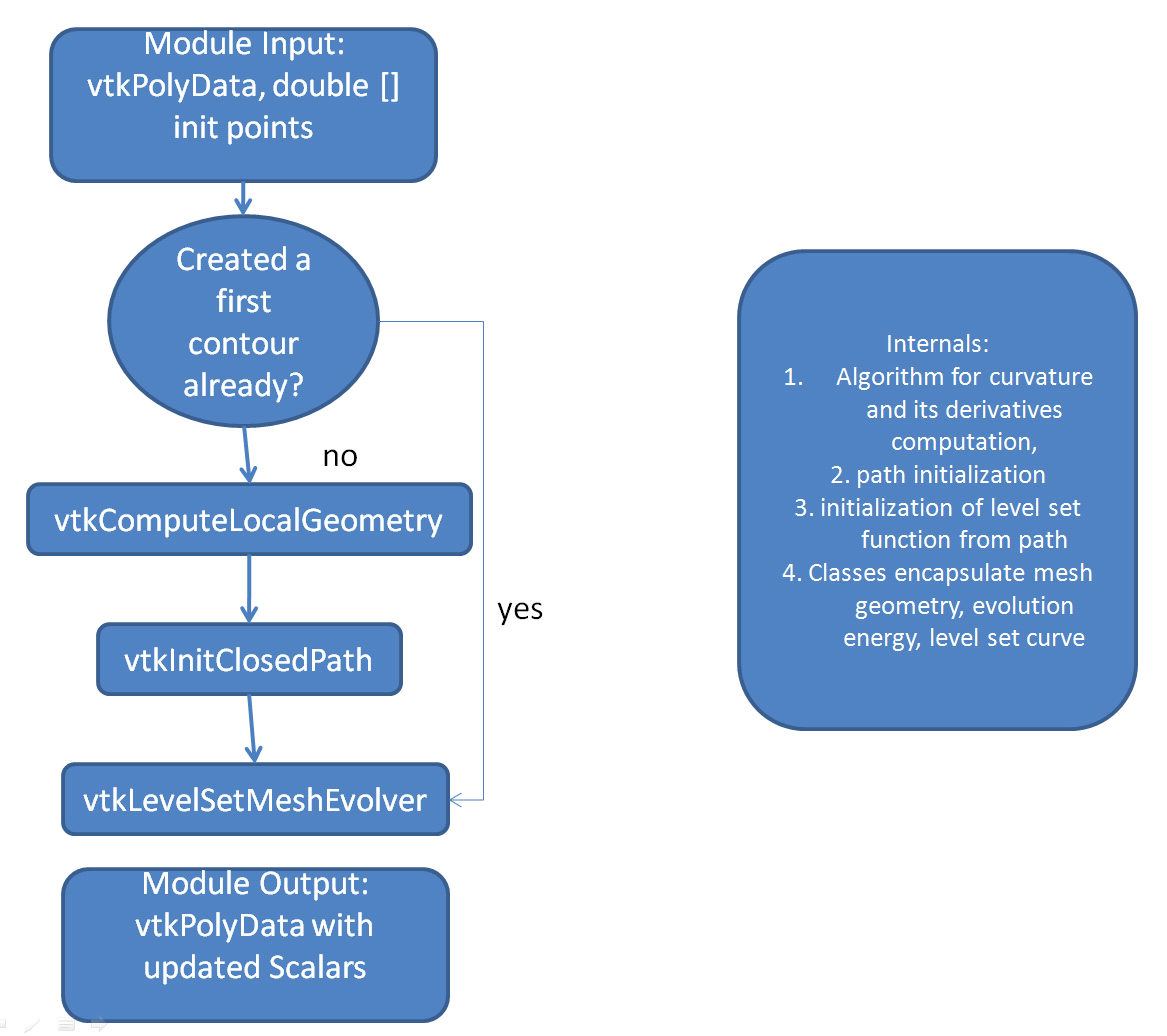 Module Input:
vtkPolyData, double []
init points
Created a
first
contour
already?
no
vtkComputeLocalGeometry
yes
vtkInitClosedPath
vtkLevelSetMeshEvolver
Module Output:
vtkPolyData with
updated Scalars
Internals:
1. Algorithm for curvature
and its derivatives
computation,
2. path initialization
3. initialization of level set
function from path
4. Classes encapsulate mesh
geometry, evolution
energy, level set curve